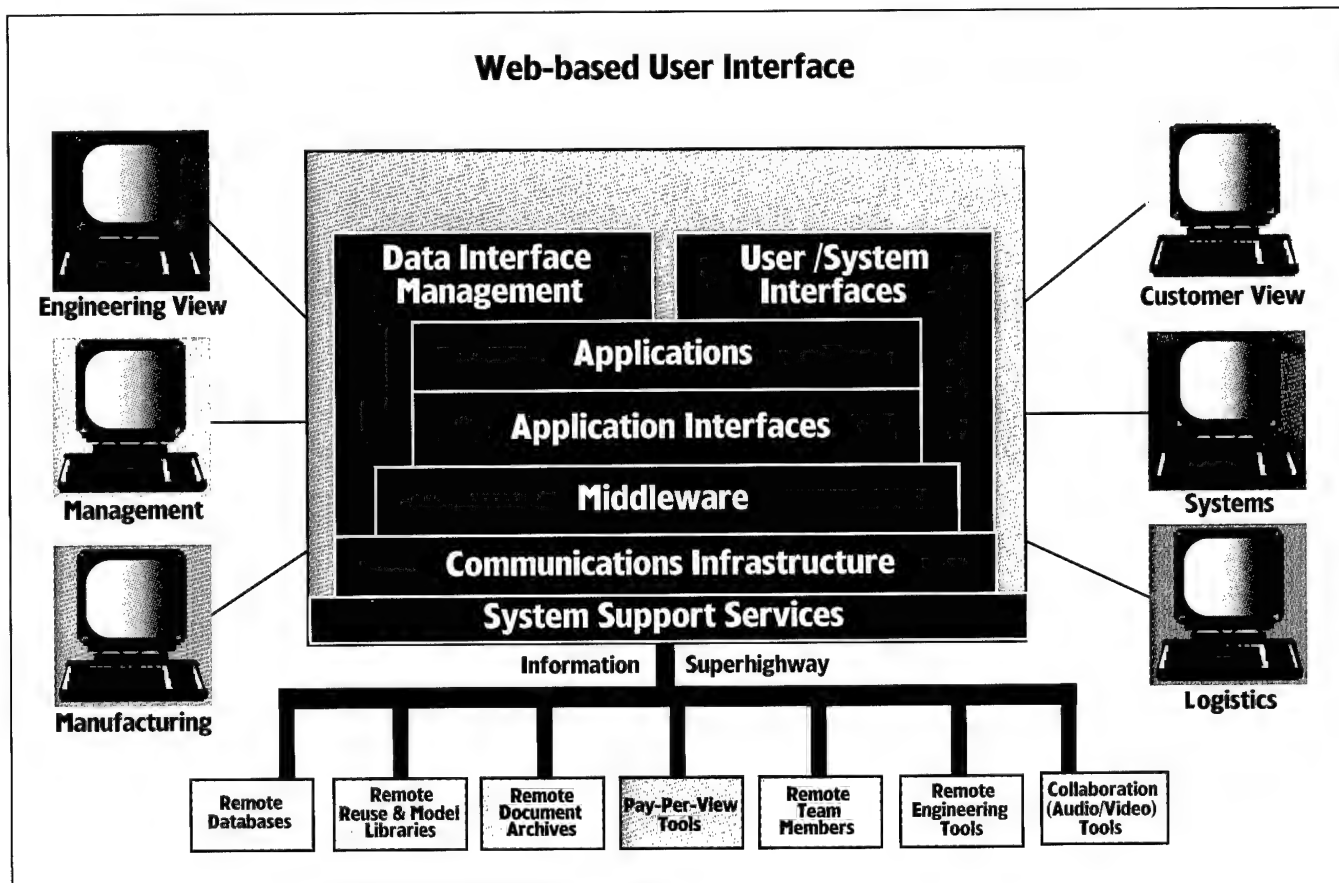 Web-based User Interface
Engineering View
Management
Manufacturing
Data Interface
Management
User /System
Interfaces
Applications
Application Interfaces
Middleware
Communications Infrastructure
System Support Services
Customer View
Systems
Logistics
Information Superhighway
Remote
Databases
Remote
Reuse & Model
Libraries
Remote
Document
Archives
Pay-Per-View
Tools
Remote
Team
Members
Remote
Engineering
Tools
Collaboration
(Audio/Video)
Tools